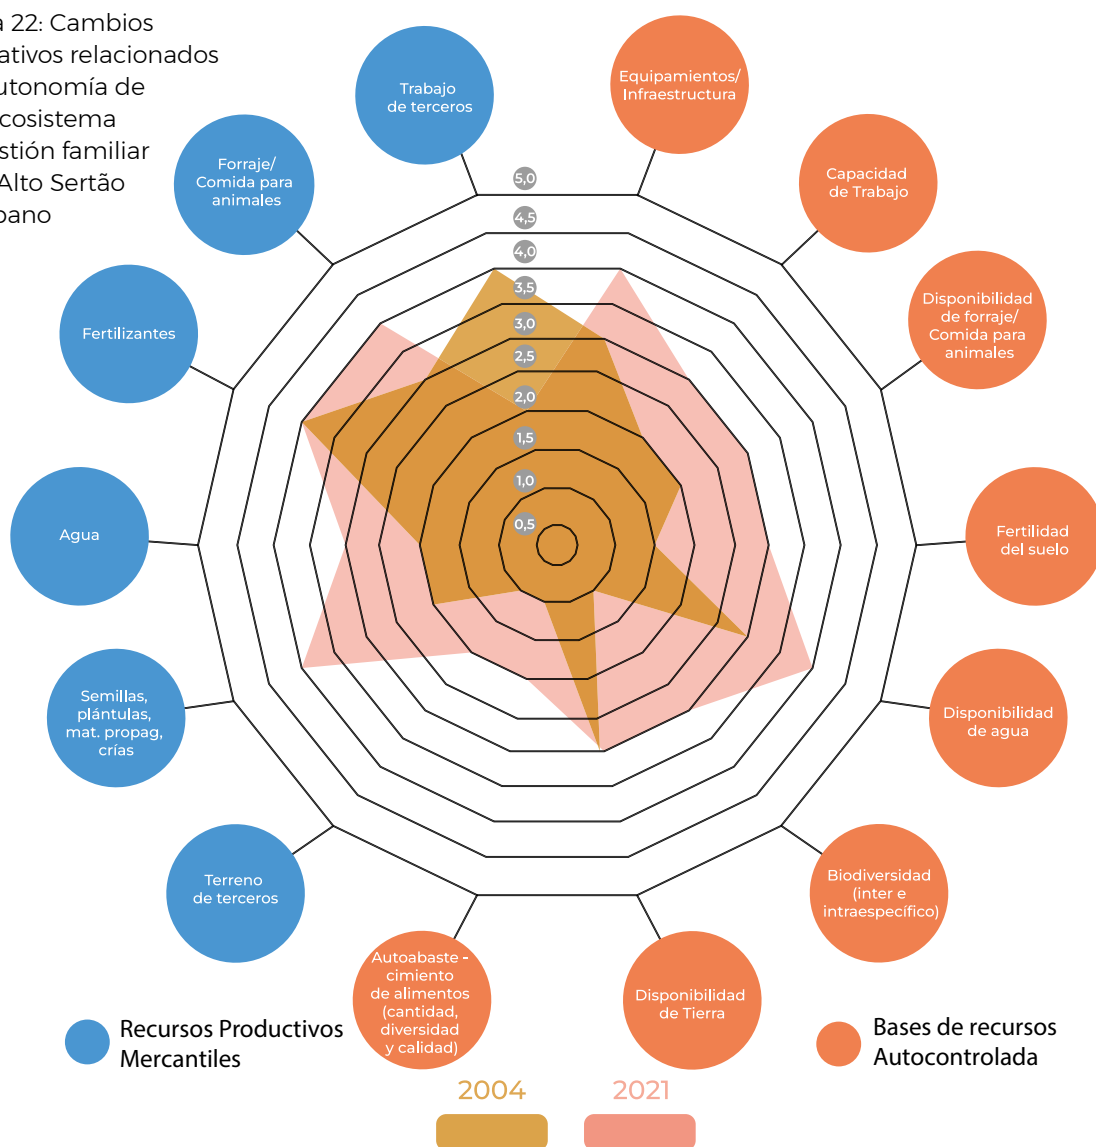 a 22: Cambios
ativos relacionados
utonomía de
cosistema
stión familiar
Alto Sertão
bano
Trabajo
de terceros
Equipamientos/
Infraestructura
Forraje/
Comida para
animales
Capacidad
de Trabajo
Fertilizantes
Disponibilidad
de forraje/
Comida para
animales
5,0
4,5
4,0
3,5
3,0
2,5
2,0
1,5
1,0
0,5
Agua
Fertilidad
del suelo
Semillas,
plántulas,
mat. propag,
crías
Disponibilidad
de agua
Terreno
de terceros
Biodiversidad
(inter e
intraespecífico)
Autoabaste -
cimiento
de alimentos
(cantidad,
diversidad
y calidad)
Disponibilidad
de Tierra
Recursos Productivos
Mercantiles
Bases de recursos
Autocontrolada
2004
2021